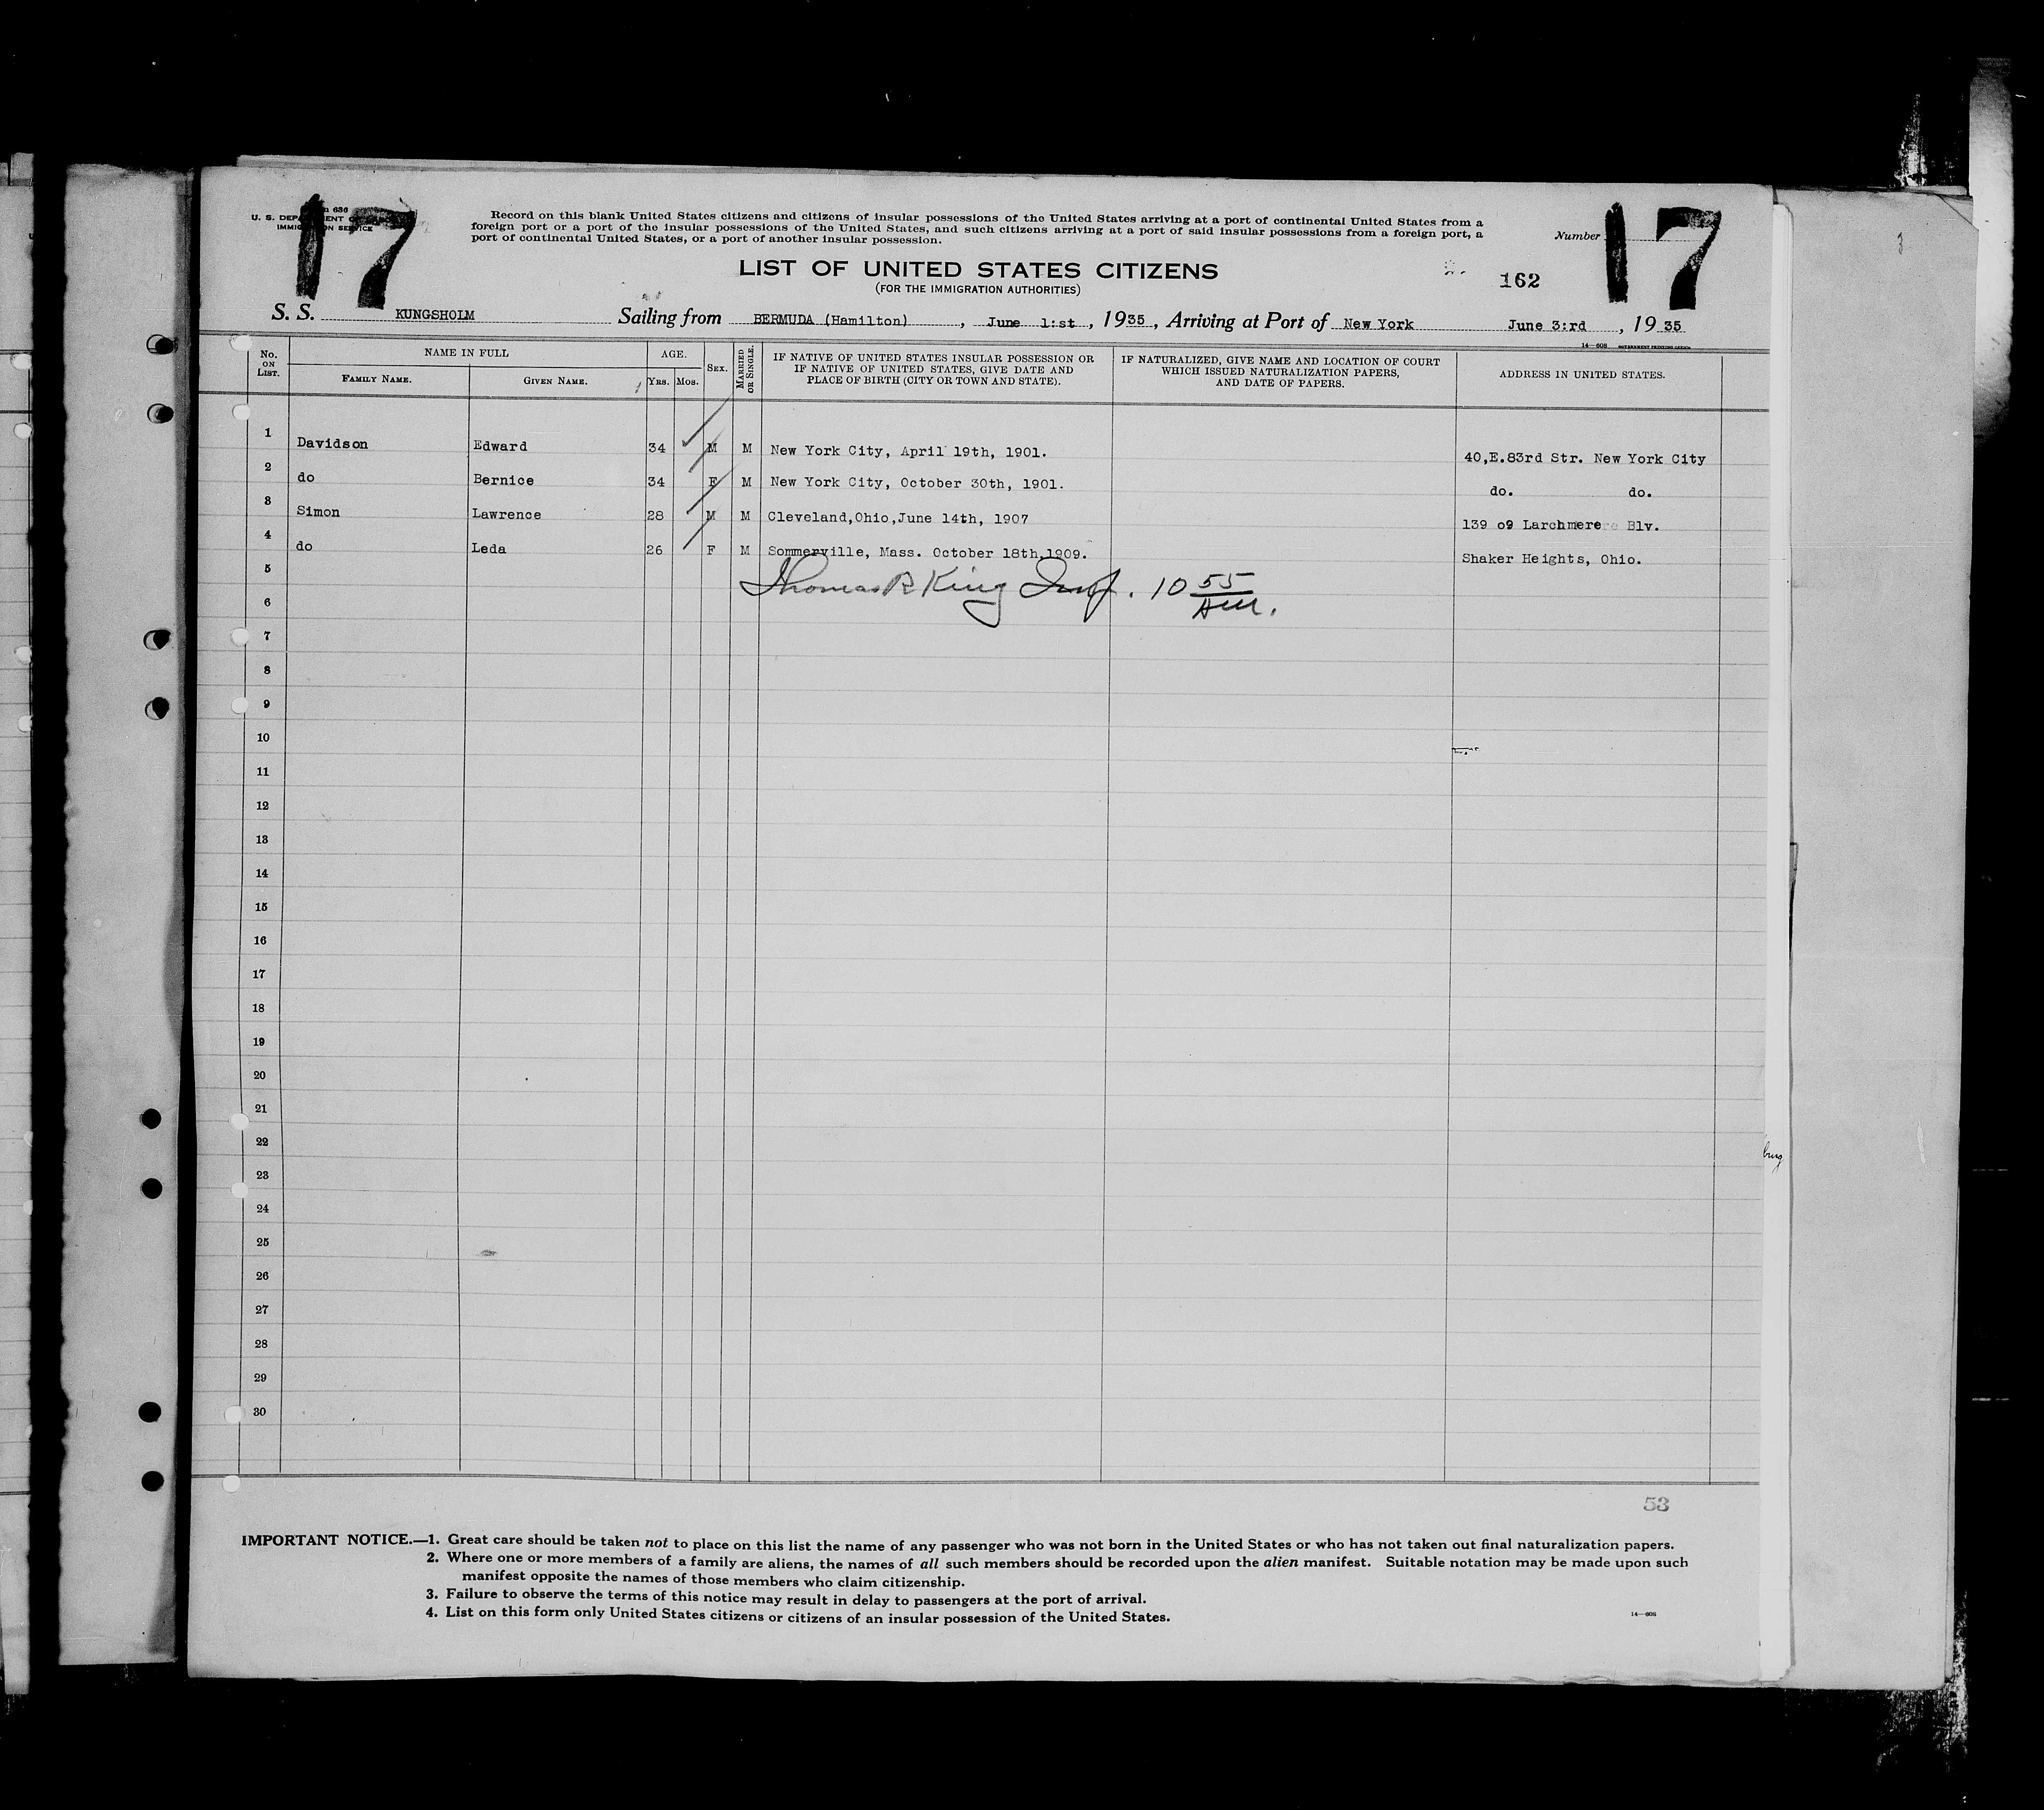 17
17
U. S. DEPARTMENT OF LABOR
IMMIGRATION SERVICE
Record on this blank United States citizens and citizens of insular possessions of the United States arriving at a port of continental United States from a
foreign port or a port of the insular possessions of the United States, and such citizens arriving at a port of said insular possessions from a foreign port, a
port of continental United States, or a port of another insular possession.
Number
LIST OF UNITED STATES CITIZENS
(FOR THE IMMIGRATION AUTHORITIES)
162
S. S. KUNGSHOLM Sailing from BERMUDA (Hamilton), June 1:st, 1935, Arriving at Port of New York June 3:rd, 1935
14—608 GOVERNMENT PRINTING OFFICE
No. ON LIST. NAME IN FULL AGE. SEX. MARRIED OR SINGLE. IF NATIVE OF UNITED STATES INSULAR POSSESSION OR IF NATIVE OF UNITED STATES, GIVE DATE AND PLACE OF BIRTH (CITY OR TOWN AND STATE). IF NATURALIZED, GIVE NAME AND LOCATION OF COURT WHICH ISSUED NATURALIZATION PAPERS, AND DATE OF PAPERS. ADDRESS IN UNITED STATES.
FAMILY NAME. GIVEN NAME. YRS. MOS.
1 Davidson Edward 34 M M New York City, April 19th, 1901. 40,E.83rd Str. New York City
2 do Bernice 34 F M New York City, October 30th, 1901. do. do.
3 Simon Lawrence 28 M M Cleveland,Ohio,June 14th, 1907 139 o9 Larchmere Blv.
4 do Leda 26 F M Sommerville, Mass. October 18th,1909. Shaker Heights, Ohio.
5 Thomas R King Insp. 10 55 AM.
6
7
8
9
10
11
12
13
14
15
16
17
18
19
20
21
22
23
24
25
26
27
28
29
30
53
IMPORTANT NOTICE.—1. Great care should be taken not to place on this list the name of any passenger who was not born in the United States or who has not taken out final naturalization papers.
2. Where one or more members of a family are aliens, the names of all such members should be recorded upon the alien manifest. Suitable notation may be made upon such
manifest opposite the names of those members who claim citizenship.
3. Failure to observe the terms of this notice may result in delay to passengers at the port of arrival.
4. List on this form only United States citizens or citizens of an insular possession of the United States.
14—608